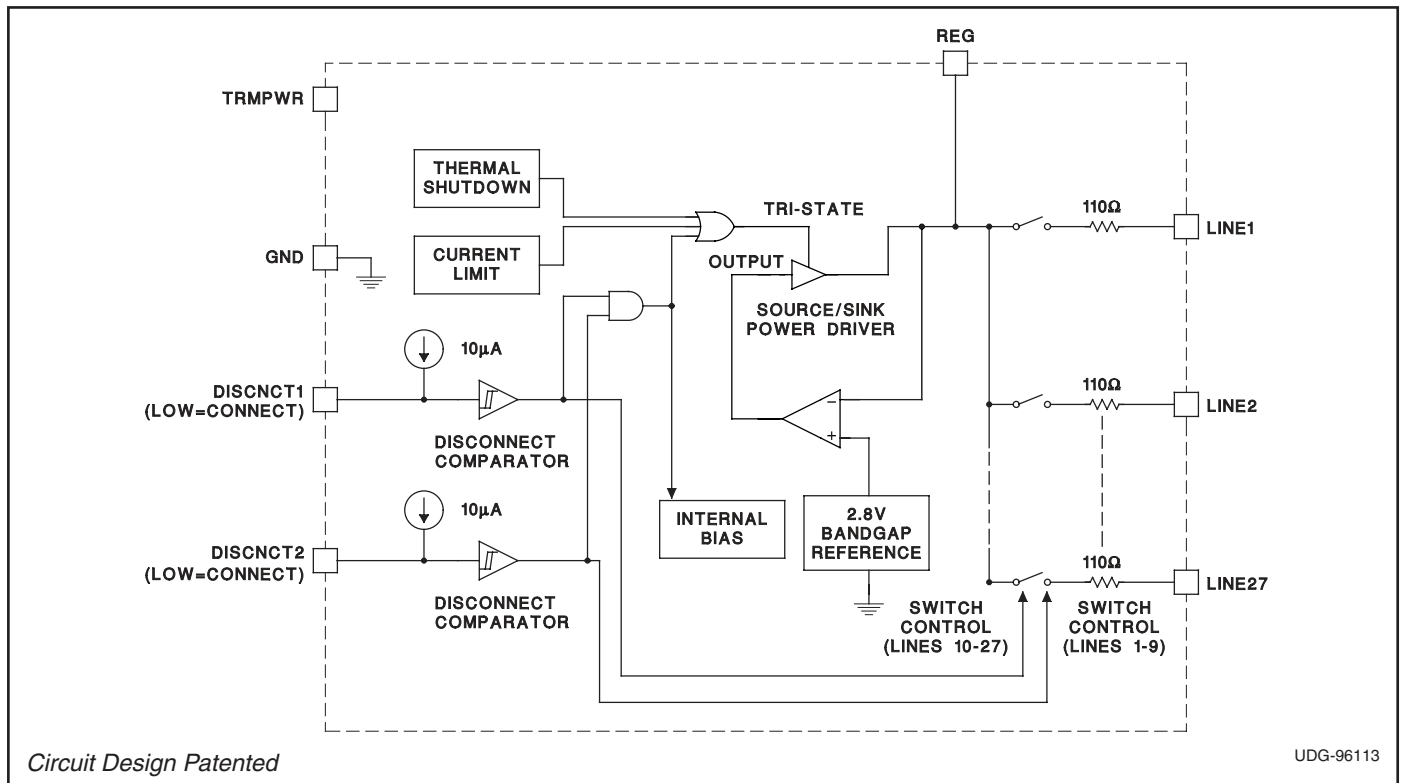 REG
TRMPWR
THERMAL
SHUTDOWN
TRI-STATE
110Ω
LINE1
GND
CURRENT
LIMIT
OUTPUT
SOURCE/SINK
POWER DRIVER
10µA
DISCNCT1
(LOW=CONNECT)
110Ω
LINE2
−
+
DISCONNECT
COMPARATOR
10µA
INTERNAL
BIAS
2.8V
BANDGAP
REFERENCE
DISCNCT2
(LOW=CONNECT)
110Ω
LINE27
DISCONNECT
COMPARATOR
SWITCH
CONTROL
(LINES 10-27)
SWITCH
CONTROL
(LINES 1-9)
Circuit Design Patented
UDG-96113